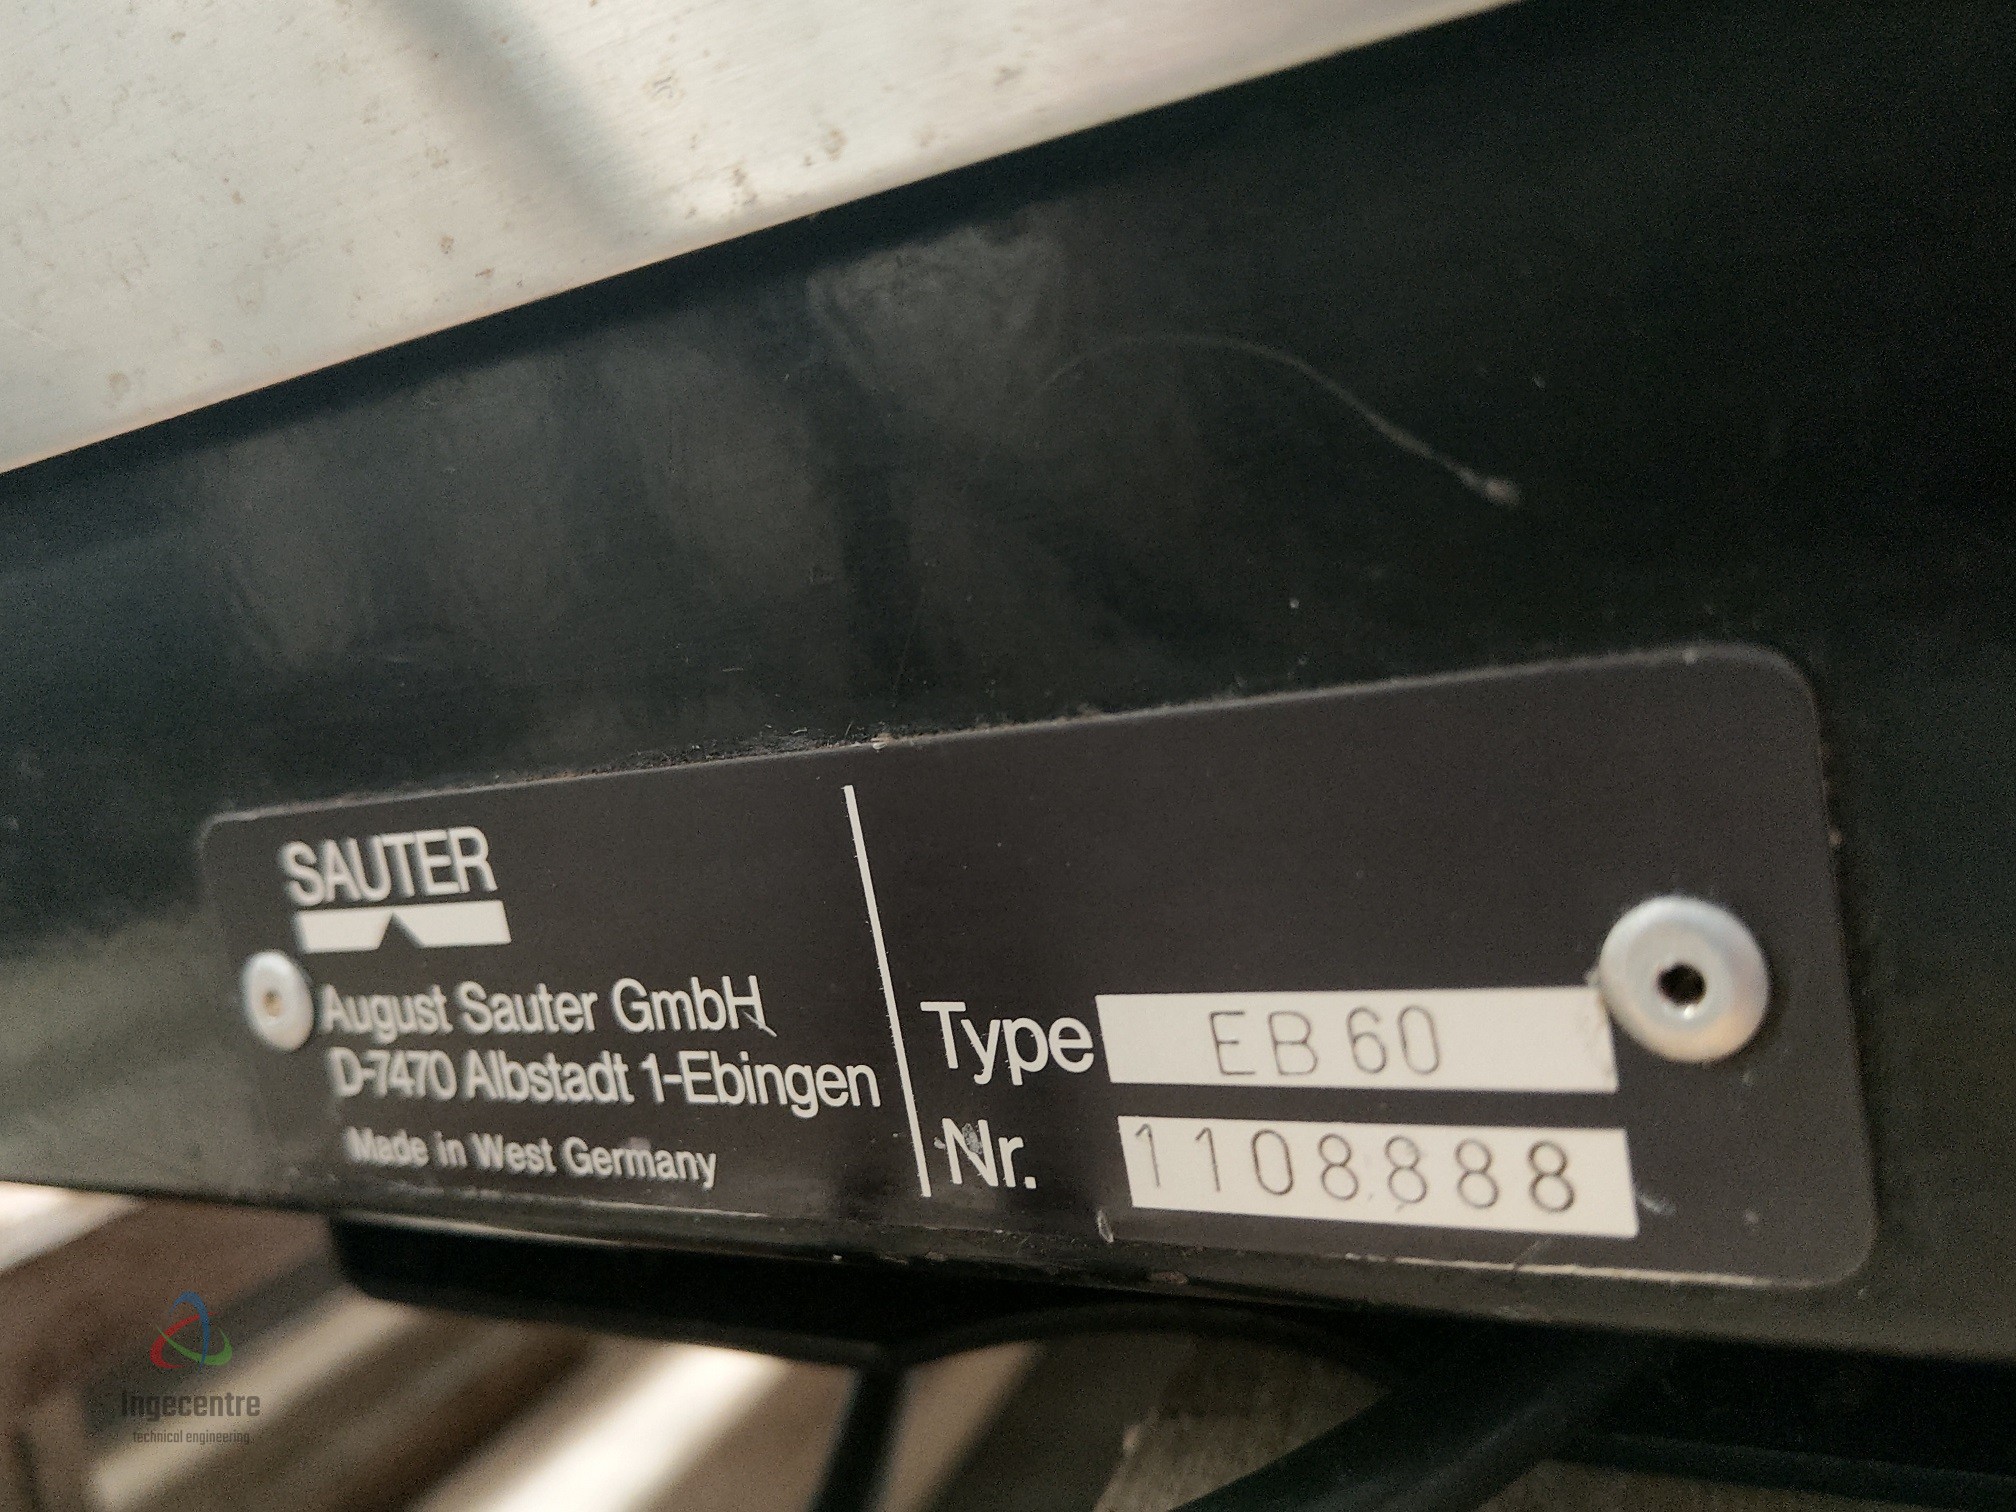 SAUTER
August Sauter GmbH
D-7470 Albstadt 1-Ebingen
Made in West Germany
Type EB 60
Nr. 1108888
Ingecentre
technical engineering